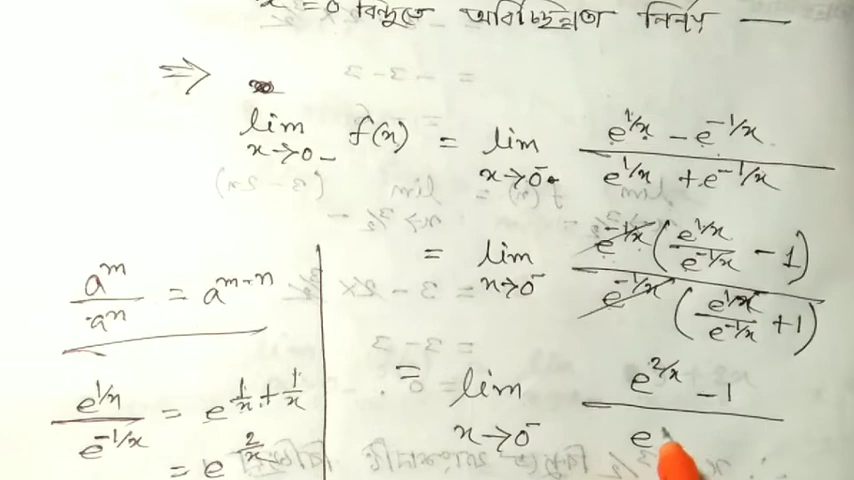 x = 0 বিন্দুতে অবিচ্ছিন্নতা নির্ণয় —
⇒ lim x→0- f(x) = lim x→0- (e^{1/x} - e^{-1/x}) / (e^{1/x} + e^{-1/x})
= lim x→0- e^{-1/x} (e^{1/x} / e^{-1/x} - 1) / e^{-1/x} (e^{1/x} / e^{-1/x} + 1)
= lim x→0- (e^{2/x} - 1) / e
a^m / a^n = a^{m-n}
e^{1/x} / e^{-1/x} = e^{1/x + 1/x}
= e^{2/x}